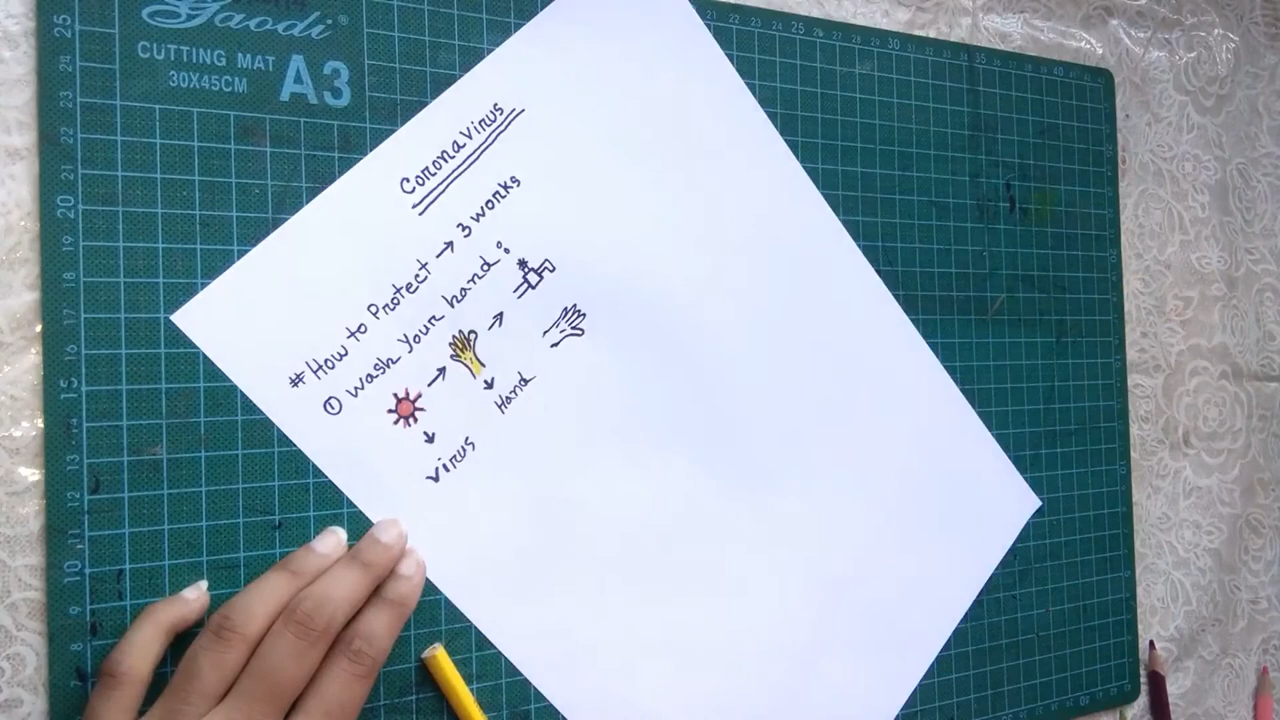 Gaodi®
CUTTING MAT
30X45CM
A3
Corona Virus
# How to Protect → 3 works
① Wash Your hand :
Hand
virus